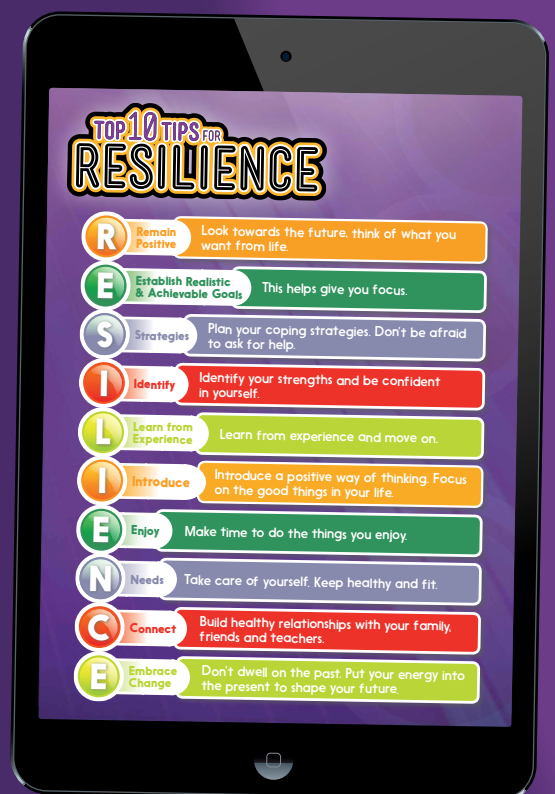 TOP 10 TIPS FOR
RESILIENCE
R
Remain
Positive
Look towards the future, think of what you
want from life.
E
Establish Realistic
& Achievable Goals
This helps give you focus.
S
Strategies
Plan your coping strategies. Don't be afraid
to ask for help.
I
Identify
Identify your strengths and be confident
in yourself.
L
Learn from
Experience
Learn from experience and move on.
I
Introduce
Introduce a positive way of thinking. Focus
on the good things in your life.
E
Enjoy
Make time to do the things you enjoy.
N
Needs
Take care of yourself. Keep healthy and fit.
C
Connect
Build healthy relationships with your family,
friends and teachers.
E
Embrace
Change
Don't dwell on the past. Put your energy into
the present to shape your future.